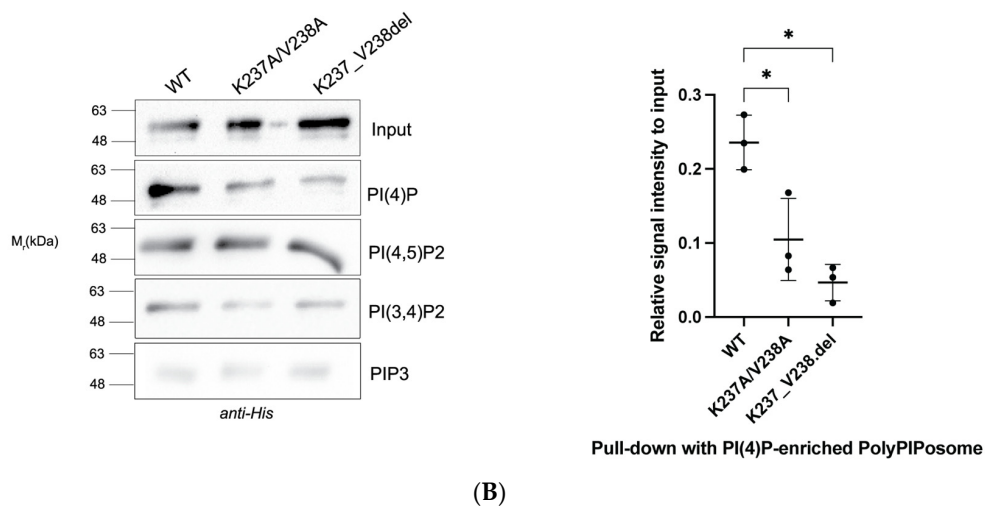 WT
K237A/V238A
K237_V238del
63
48
Input
63
48
PI(4)P
Mr(kDa)
63
48
PI(4,5)P2
63
48
PI(3,4)P2
63
48
PIP3
anti-His
*
*
Relative signal intensity to input
0.3
0.2
0.1
0.0
WT
K237A/V238A
K237_V238.del
Pull-down with PI(4)P-enriched PolyPIPosome
(B)